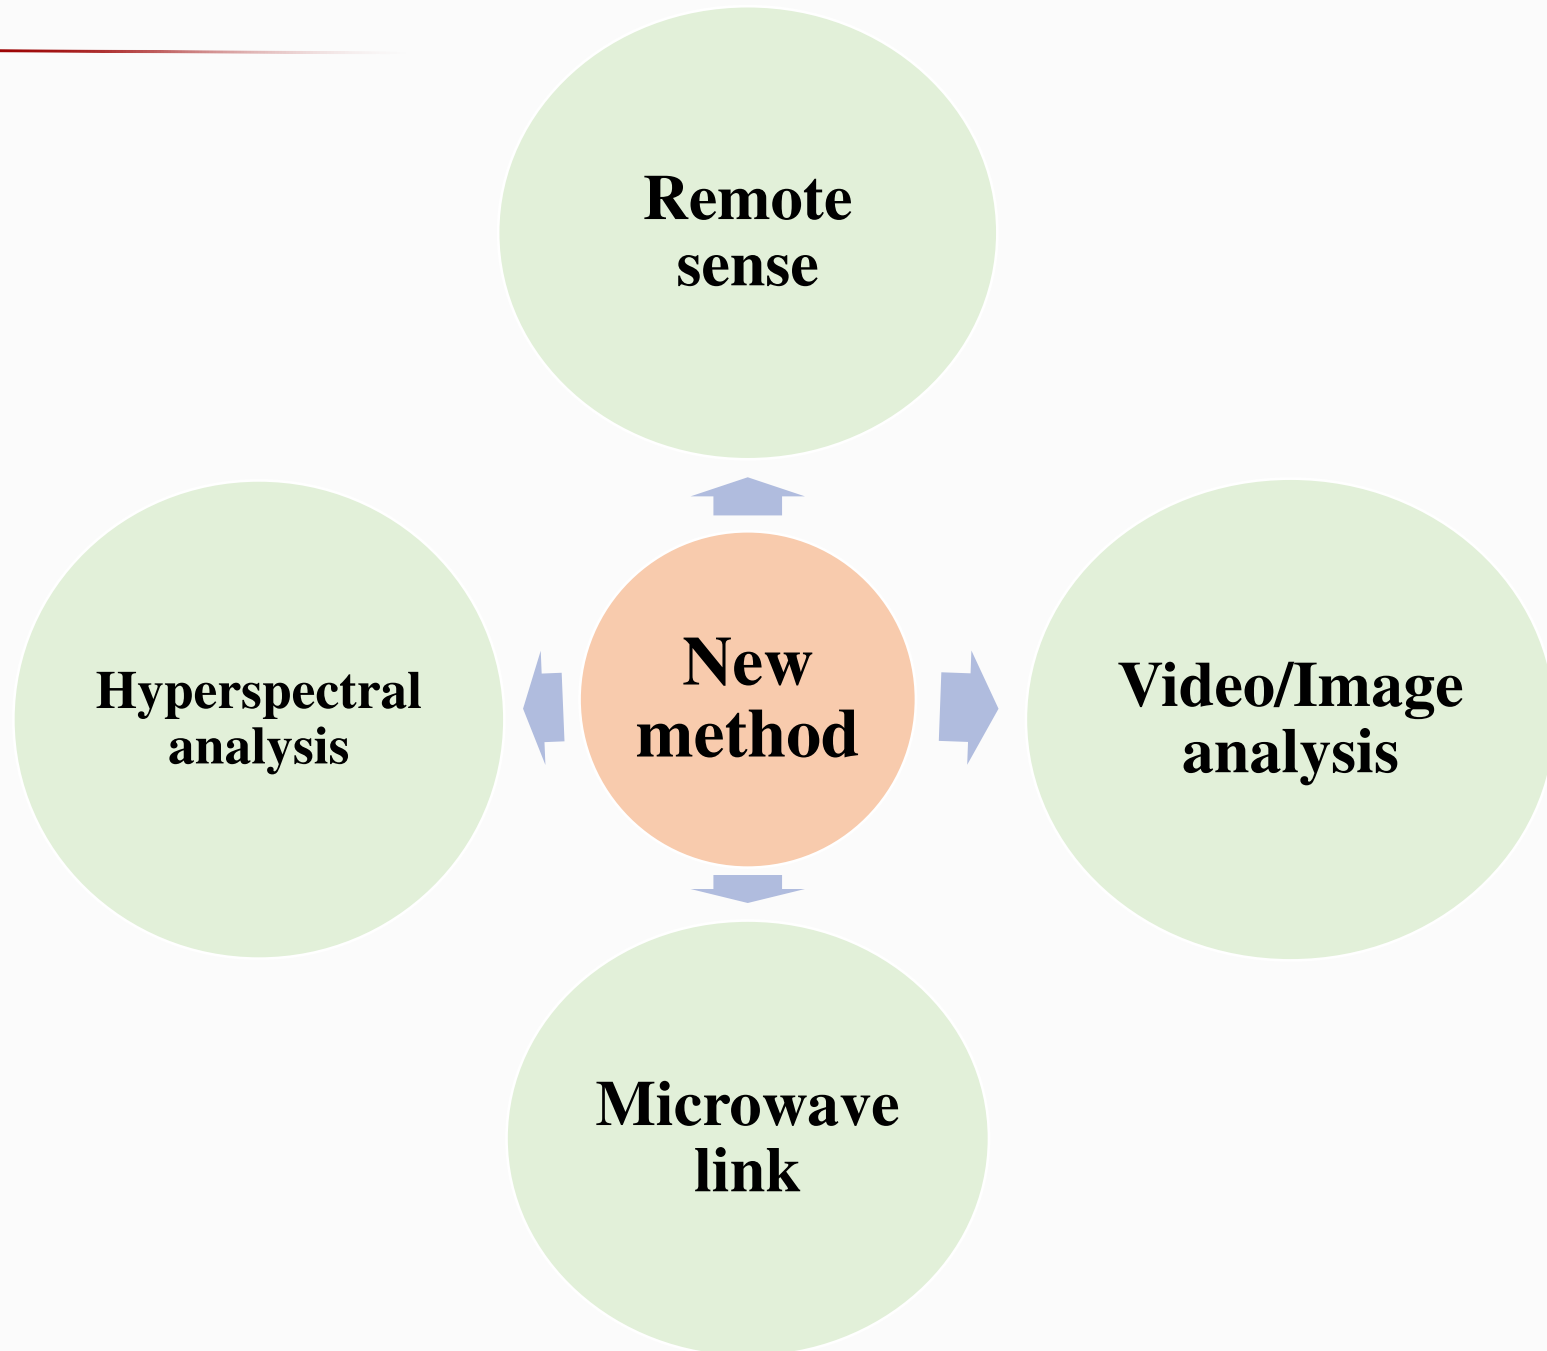 Remote
sense
Hyperspectral
analysis
New
method
Video/Image
analysis
Microwave
link